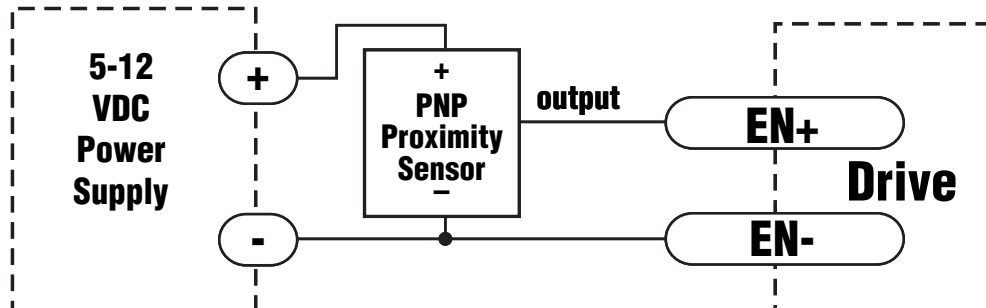 5-12
VDC
Power
Supply
+
-
+
PNP
Proximity
Sensor
–
output
EN+
EN-
Drive